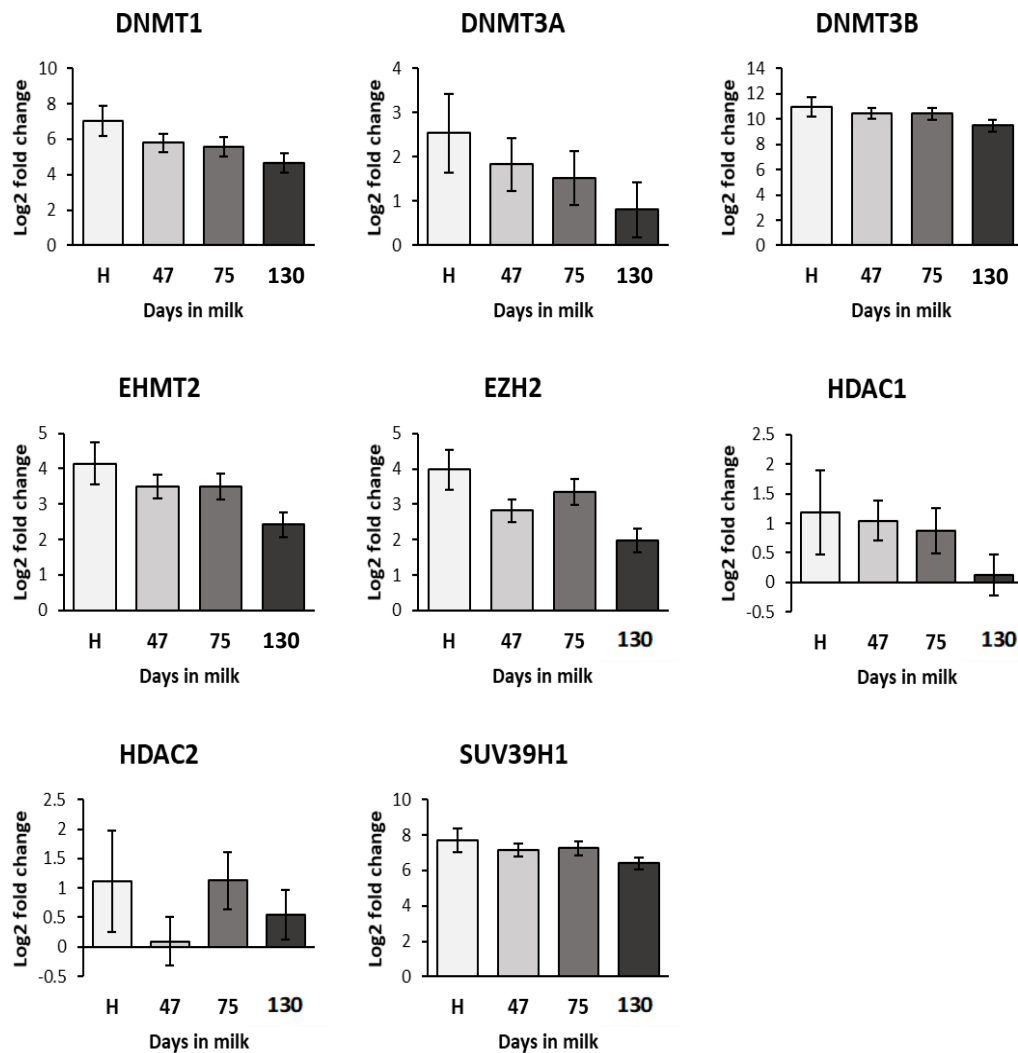 DNMT1
Log2 fold change
10
8
6
4
2
0
H 47 75 130
Days in milk
DNMT3A
Log2 fold change
4
3
2
1
0
H 47 75 130
Days in milk
DNMT3B
Log2 fold change
14
12
10
8
6
4
2
0
H 47 75 130
Days in milk
EHMT2
Log2 fold change
5
4
3
2
1
0
H 47 75 130
Days in milk
EZH2
Log2 fold change
5
4
3
2
1
0
H 47 75 130
Days in milk
HDAC1
Log2 fold change
2.5
2
1.5
1
0.5
0
-0.5
H 47 75 130
Days in milk
HDAC2
Log2 fold change
2.5
2
1.5
1
0.5
0
-0.5
H 47 75 130
Days in milk
SUV39H1
Log2 fold change
10
8
6
4
2
0
H 47 75 130
Days in milk